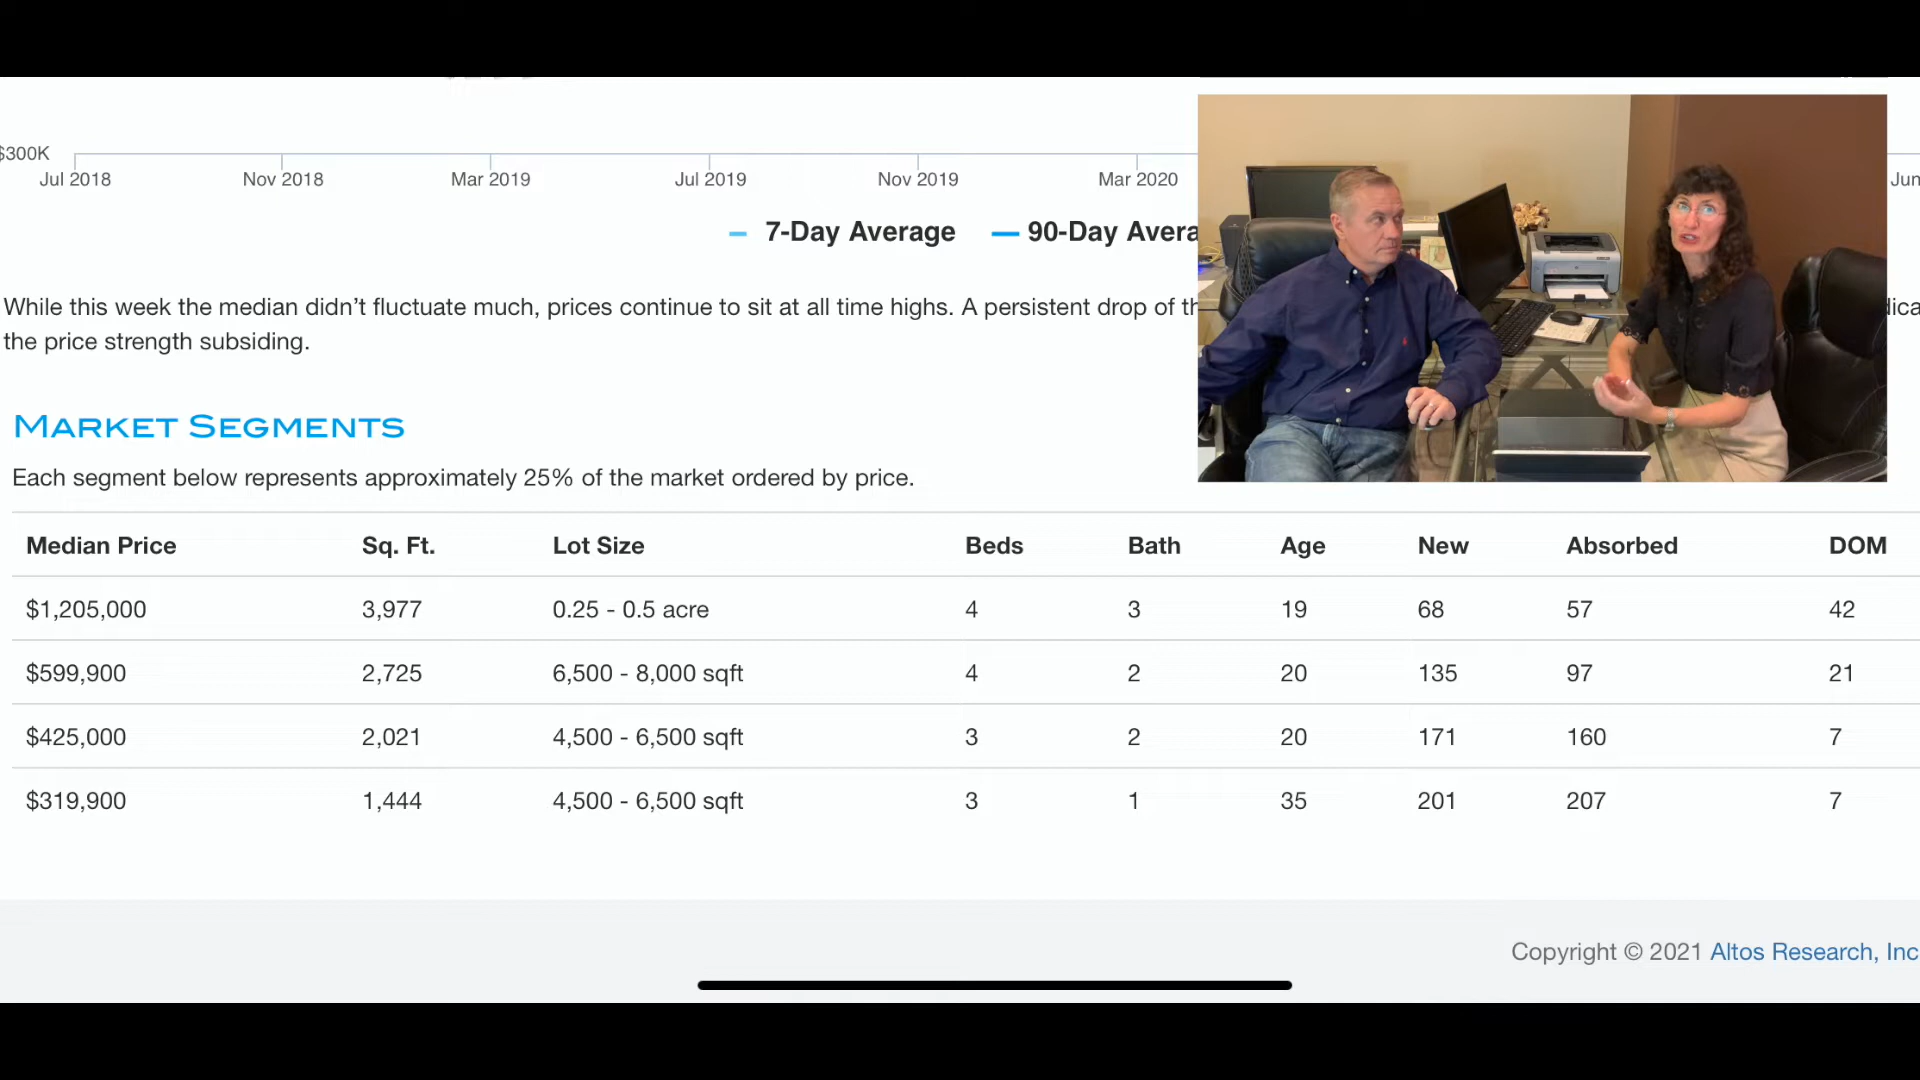 $300K
Jul 2018 Nov 2018 Mar 2019 Jul 2019 Nov 2019 Mar 2020
7-Day Average 90-Day Avera
While this week the median didn't fluctuate much, prices continue to sit at all time highs. A persistent drop of
the price strength subsiding.
MARKET SEGMENTS
Each segment below represents approximately 25% of the market ordered by price.
Median Price Sq. Ft. Lot Size Beds Bath Age New Absorbed DOM
$1,205,000 3,977 0.25 - 0.5 acre 4 3 19 68 57 42
$599,900 2,725 6,500 - 8,000 sqft 4 2 20 135 97 21
$425,000 2,021 4,500 - 6,500 sqft 3 2 20 171 160 7
$319,900 1,444 4,500 - 6,500 sqft 3 1 35 201 207 7
Copyright © 2021 Altos Research, Inc